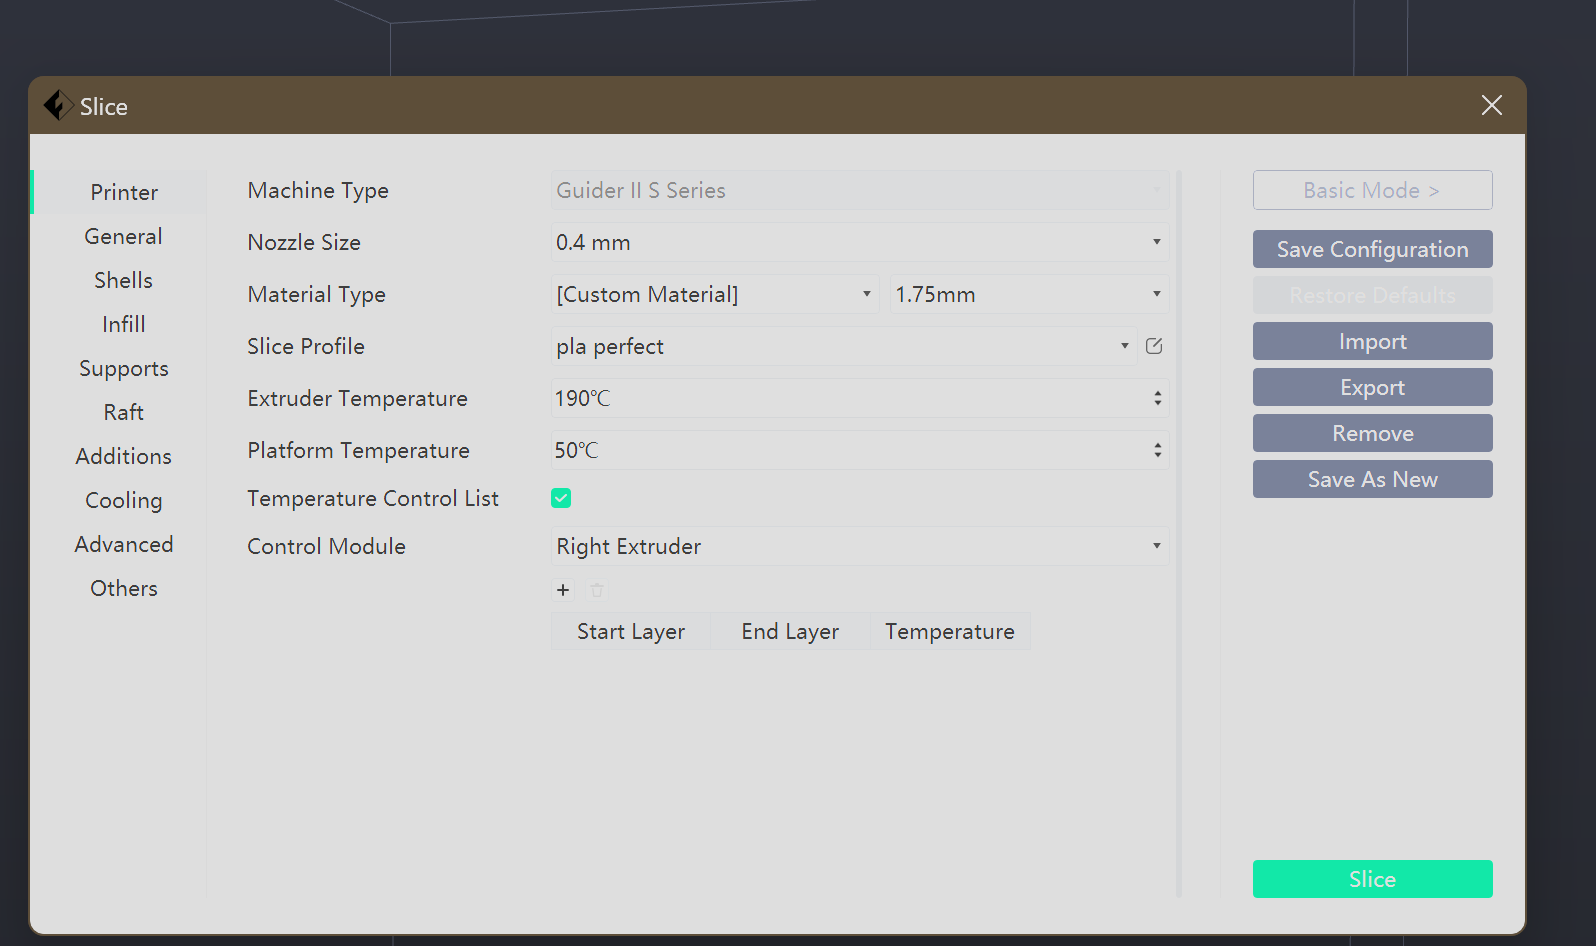 Slice
Printer
General
Shells
Infill
Supports
Raft
Additions
Cooling
Advanced
Others
Machine Type Guider II S Series
Nozzle Size 0.4 mm
Material Type [Custom Material] 1.75mm
Slice Profile pla perfect
Extruder Temperature 190℃
Platform Temperature 50℃
Temperature Control List
Control Module Right Extruder
Start Layer End Layer Temperature
Basic Mode >
Save Configuration
Restore Defaults
Import
Export
Remove
Save As New
Slice